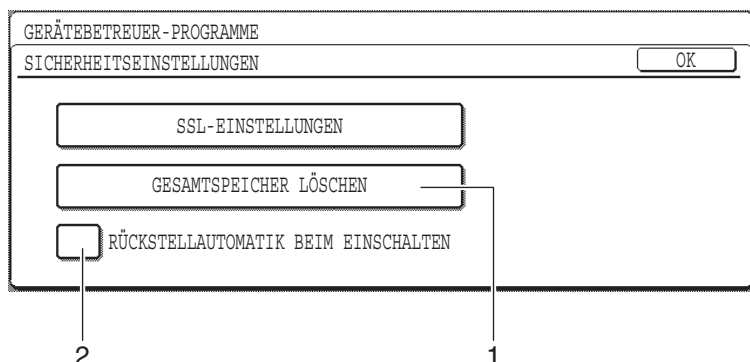 GERÄTEBETREUER-PROGRAMME
SICHERHEITSEINSTELLUNGEN OK
SSL-EINSTELLUNGEN
GESAMTSPEICHER LÖSCHEN
RÜCKSTELLAUTOMATIK BEIM EINSCHALTEN
2 1